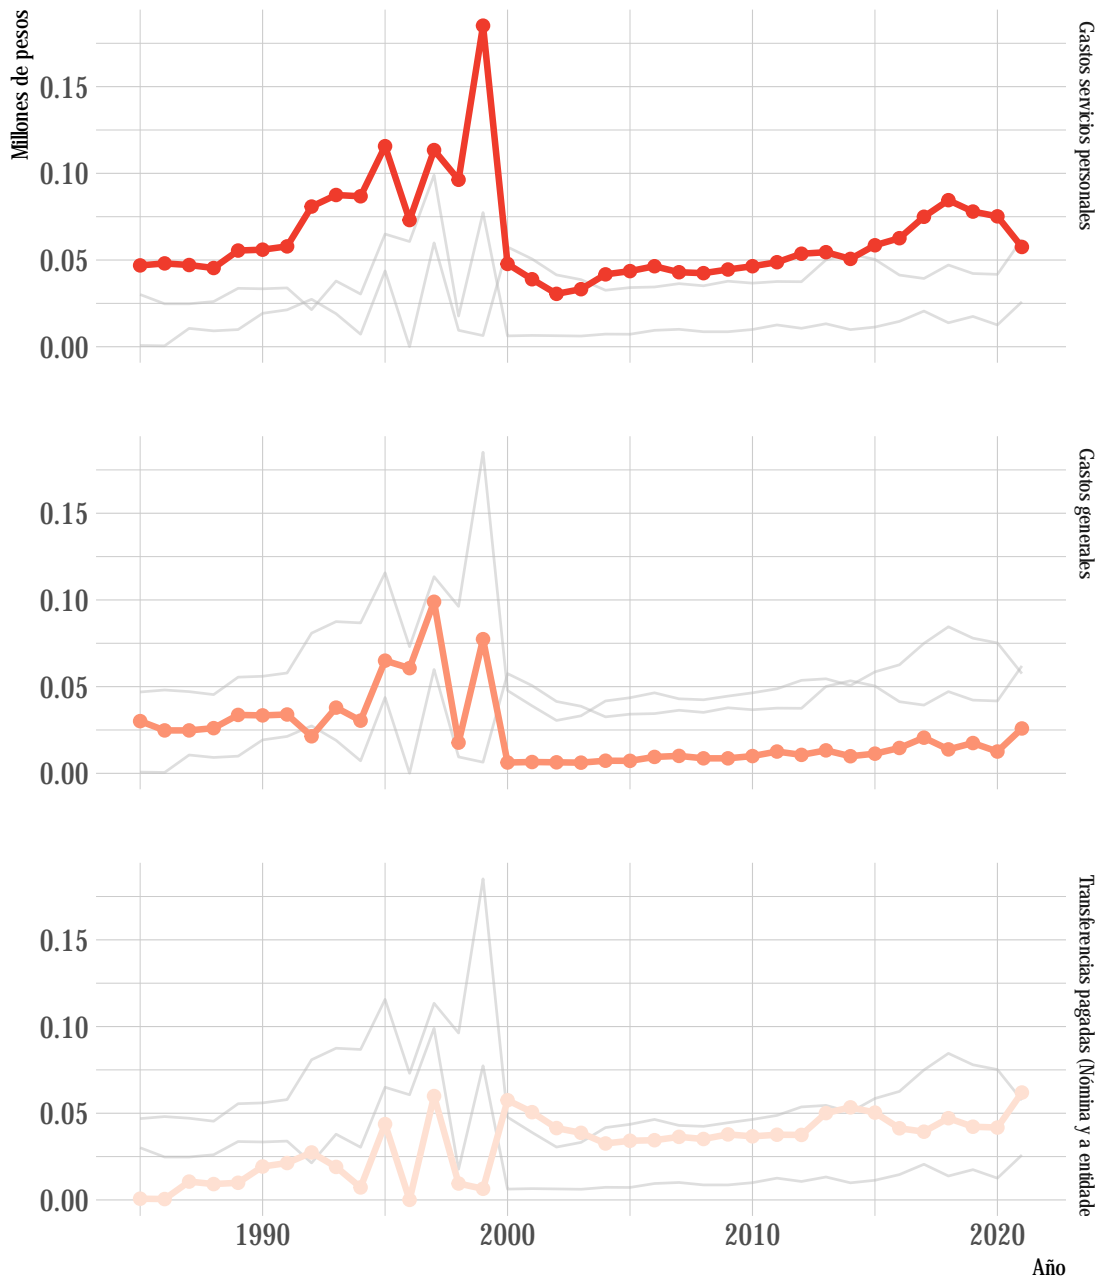 Millones de pesos
0.15
0.10
0.05
0.00
Gastos servicios personales
0.15
0.10
0.05
0.00
Gastos generales
0.15
0.10
0.05
0.00
Transferencias pagadas (Nómina y a entidade
1990 2000 2010 2020
Año